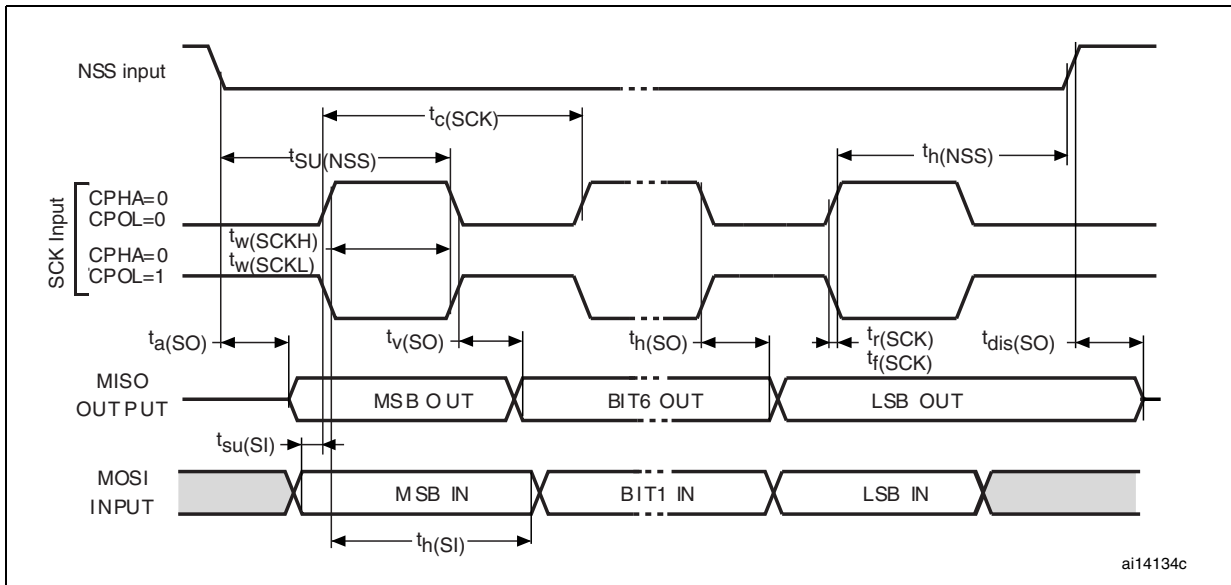 NSS input
tc(SCK)
tSU(NSS)
th(NSS)
SCK Input
CPHA=0
CPOL=0
tw(SCKH)
CPHA=0
tw(SCKL)
CPOL=1
ta(SO)
tv(SO)
th(SO)
tr(SCK)
tf(SCK)
tdis(SO)
MISO
OUTPUT
MSB OUT
BIT6 OUT
LSB OUT
tsu(SI)
MOSI
INPUT
MSB IN
BIT1 IN
LSB IN
th(SI)
ai14134c